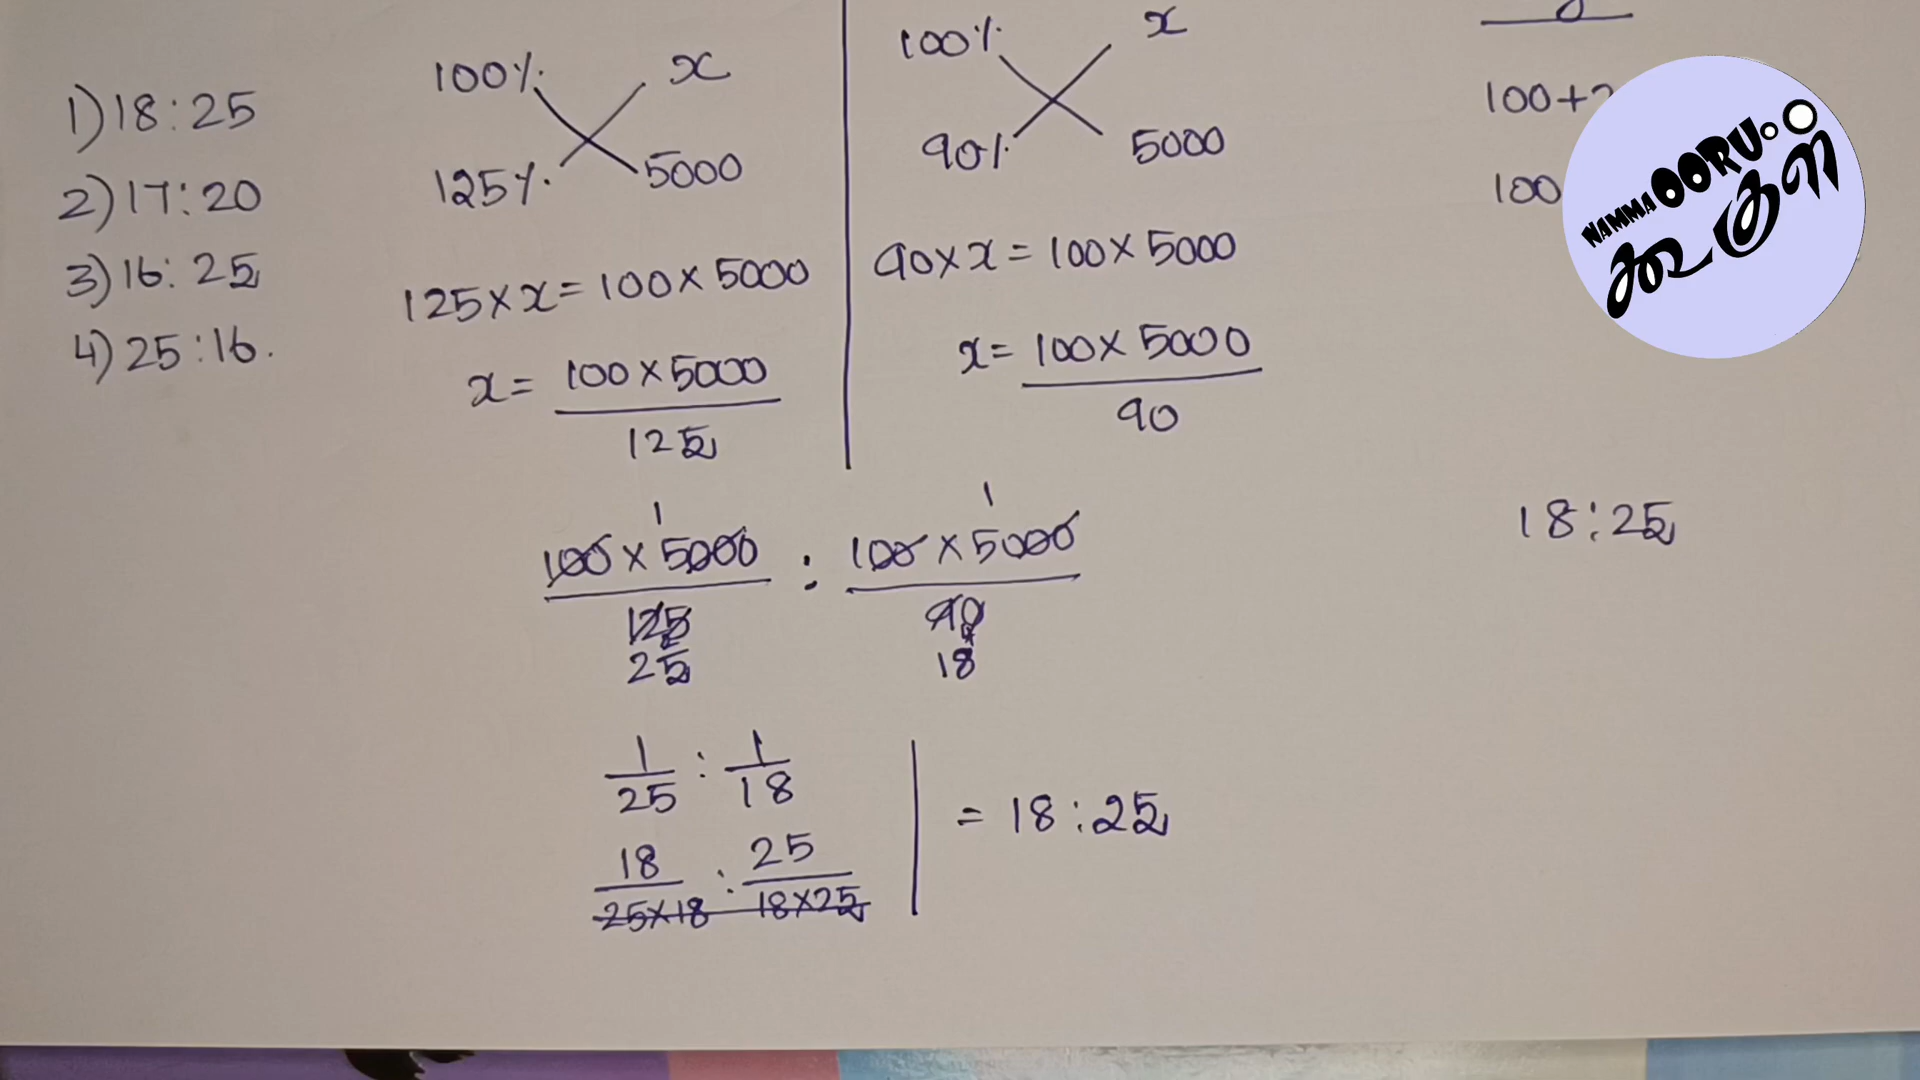 1) 18 : 25
2) 17 : 20
3) 16 : 25
4) 25 : 16.
100% x
125% 5000
125 × x = 100 × 5000
x = 100 × 5000
125
100% x
90% 5000
90 × x = 100 × 5000
x = 100 × 5000
90
1 1
100 × 5000 : 100 × 5000
125 90
25 18
1 : 1
25 18
18 : 25
25×18 18×25
= 18 : 25
100+2
100
18 : 25
NAMMA OORU